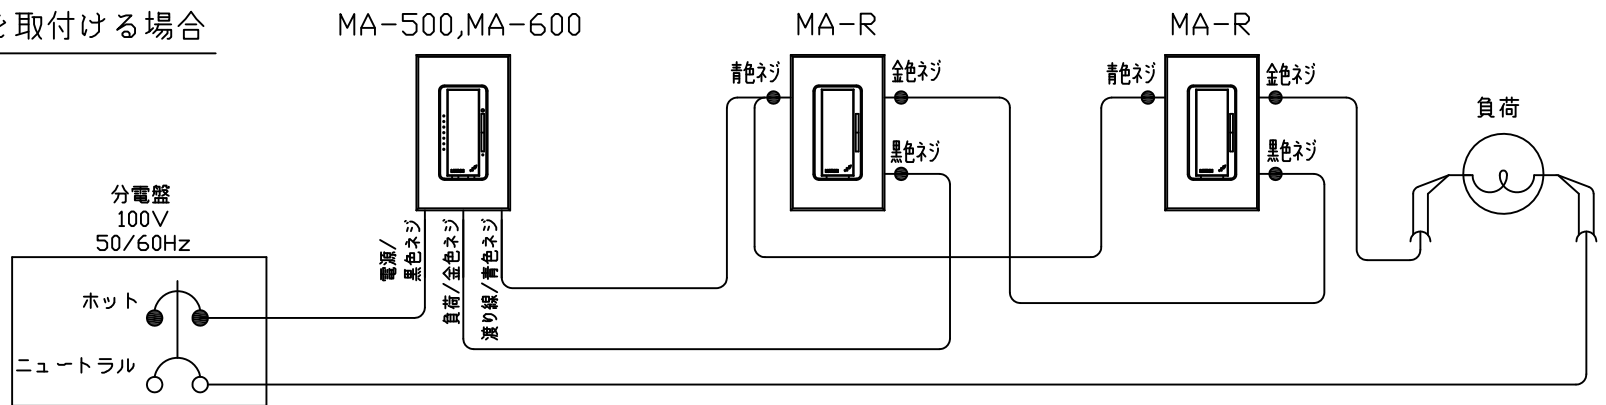 を取付ける場合
MA-500,MA-600
MA-R
MA-R
青色ネジ
金色ネジ
黒色ネジ
青色ネジ
金色ネジ
黒色ネジ
負荷
分電盤
100V
50/60Hz
電源/
黒色ネジ
負荷/金色ネジ
渡り線/青色ネジ
ホット
ニュートラル